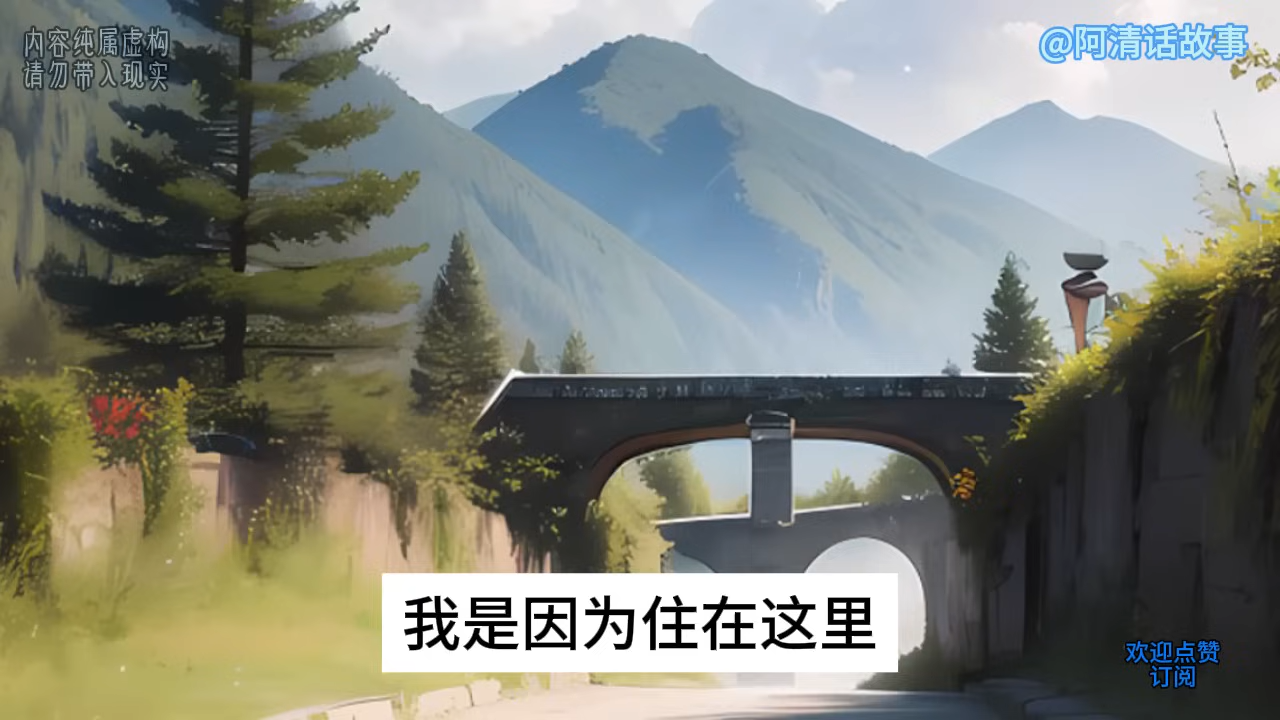 内容纯属虚构
请勿带入现实
@阿清话故事
我是因为住在这里
欢迎点赞
订阅